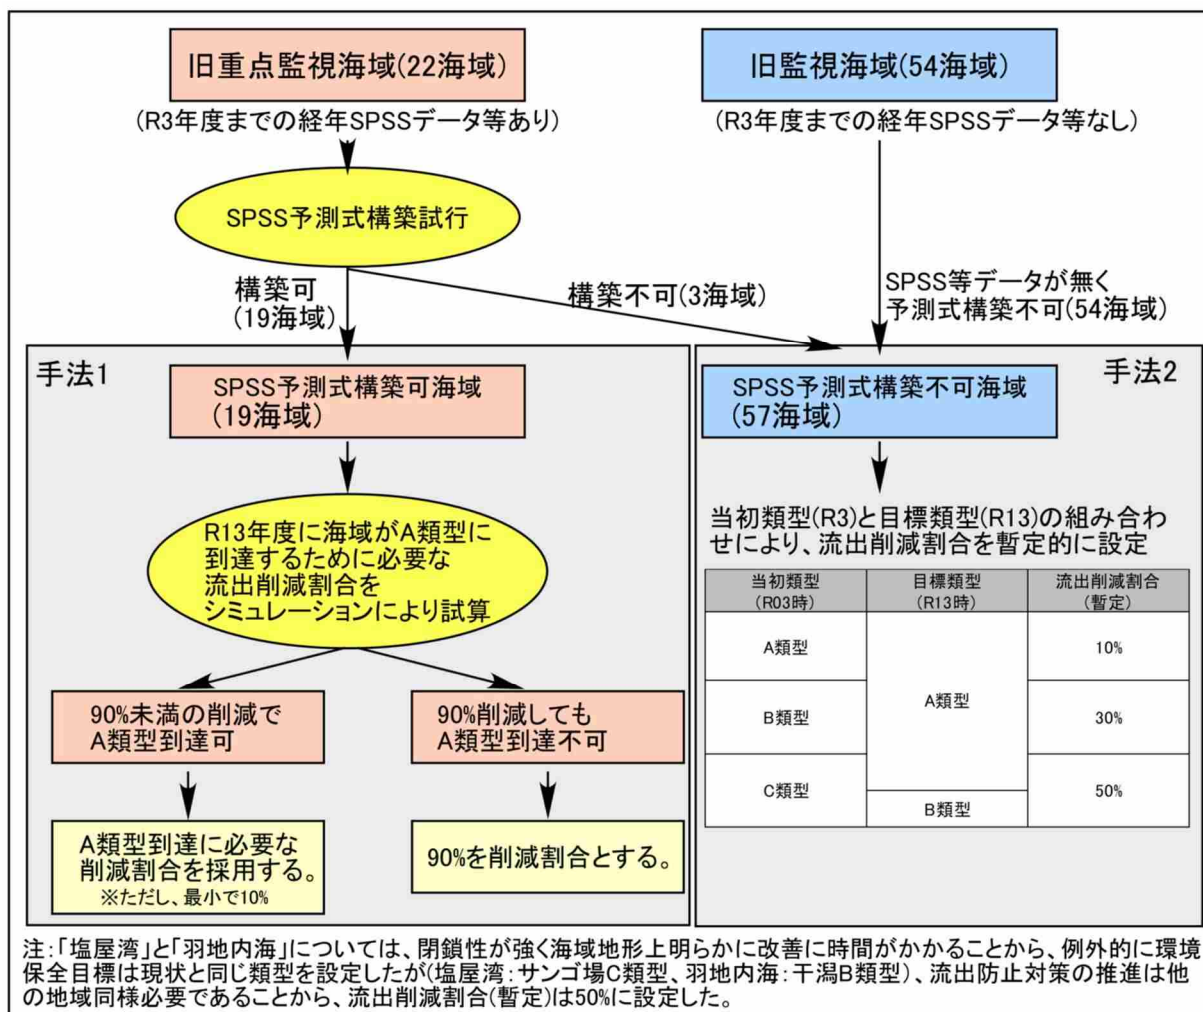 旧重点監視海域(22海域)
(R3年度までの経年SPSSデータ等あり)
旧監視海域(54海域)
(R3年度までの経年SPSSデータ等なし)
SPSS予測式構築試行
構築可
(19海域)
構築不可(3海域)
SPSS等データが無く
予測式構築不可(54海域)
手法1
SPSS予測式構築可海域
(19海域)
R13年度に海域がA類型に
到達するために必要な
流出削減割合を
シミュレーションにより試算
90%未満の削減で
A類型到達可
90%削減しても
A類型到達不可
A類型到達に必要な
削減割合を採用する。
※ただし、最小で10%
90%を削減割合とする。
手法2
SPSS予測式構築不可海域
(57海域)
当初類型(R3)と目標類型(R13)の組み合わ
せにより、流出削減割合を暫定的に設定
当初類型
(R03時)
目標類型
(R13時)
流出削減割合
(暫定)
A類型
10%
A類型
B類型
30%
C類型
50%
B類型
注:「塩屋湾」と「羽地内海」については、閉鎖性が強く海域地形上明らかに改善に時間がかかることから、例外的に環境
保全目標は現状と同じ類型を設定したが(塩屋湾:サンゴ場C類型、羽地内海:干潟B類型)、流出防止対策の推進は他
の地域同様必要であることから、流出削減割合(暫定)は50%に設定した。